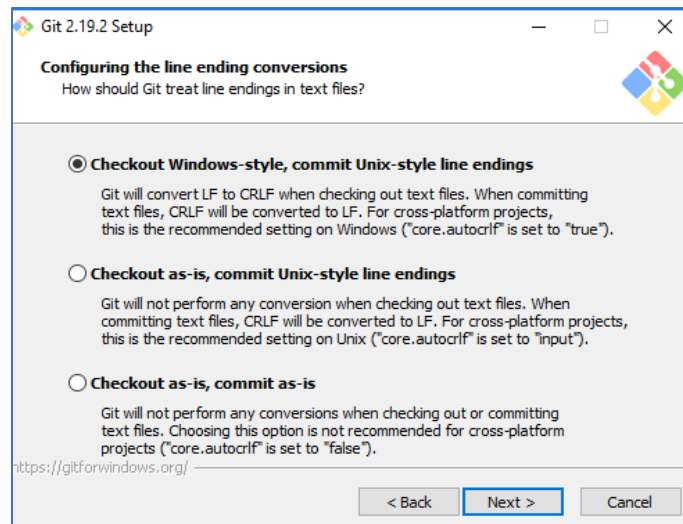 Git 2.19.2 Setup
Configuring the line ending conversions
How should Git treat line endings in text files?
Checkout Windows-style, commit Unix-style line endings
Git will convert LF to CRLF when checking out text files. When committing
text files, CRLF will be converted to LF. For cross-platform projects,
this is the recommended setting on Windows ("core.autocrlf" is set to "true").
Checkout as-is, commit Unix-style line endings
Git will not perform any conversion when checking out text files. When
committing text files, CRLF will be converted to LF. For cross-platform projects,
this is the recommended setting on Unix ("core.autocrlf" is set to "input").
Checkout as-is, commit as-is
Git will not perform any conversions when checking out or committing
text files. Choosing this option is not recommended for cross-platform
projects ("core.autocrlf" is set to "false").
https://gitforwindows.org/
< Back Next > Cancel